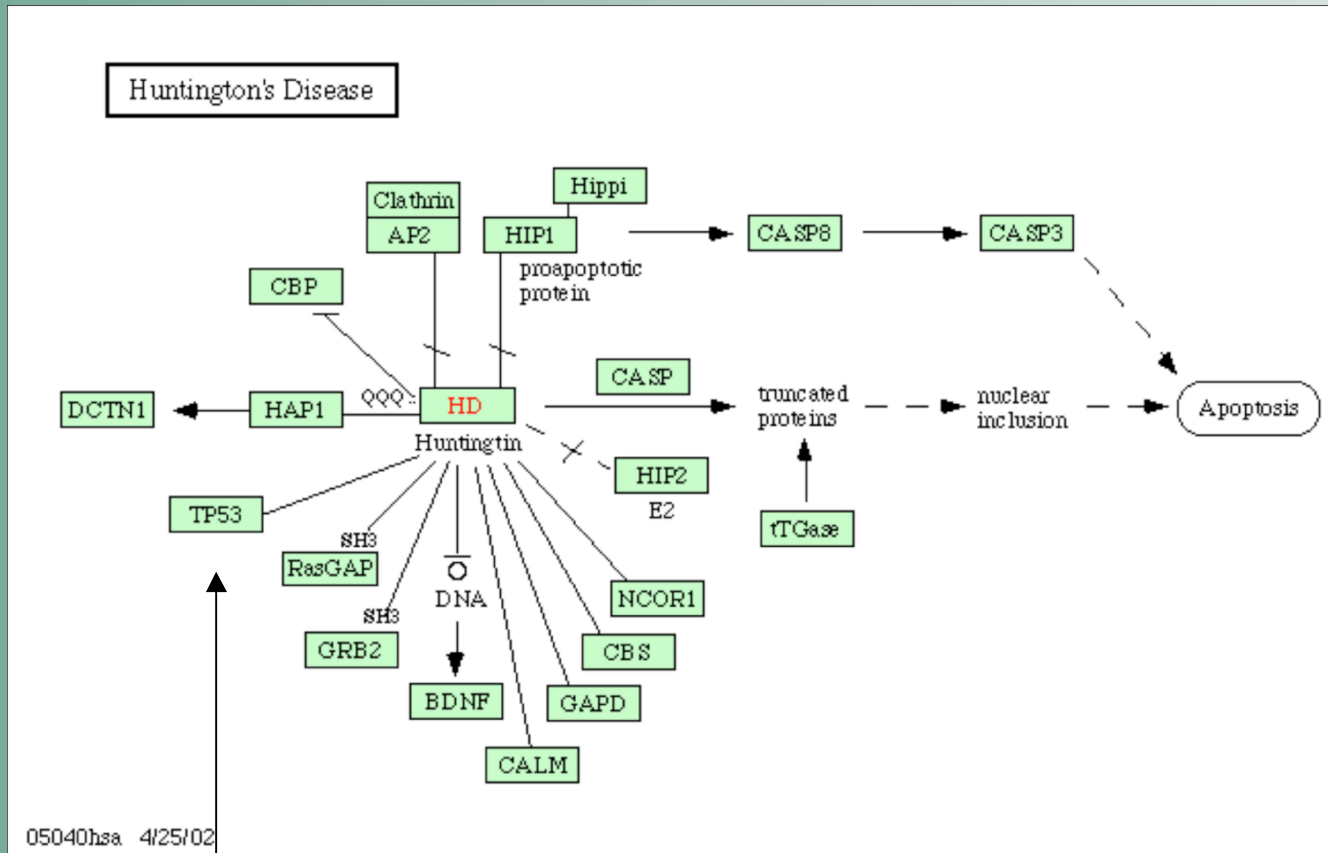 Huntington's Disease
Hippi
Clathrin
AP2
HIP1
CASP8
CASP3
proapoptotic
protein
CBP
CASP
DCTN1
HAP1
QQQ
HD
truncated
proteins
nuclear
inclusion
Apoptosis
Huntingtin
HIP2
E2
TP53
tTGase
SH3
RasGAP
DNA
NCOR1
SH3
GRB2
CBS
BDNF
GAPD
CALM
05040hsa 4/25/02